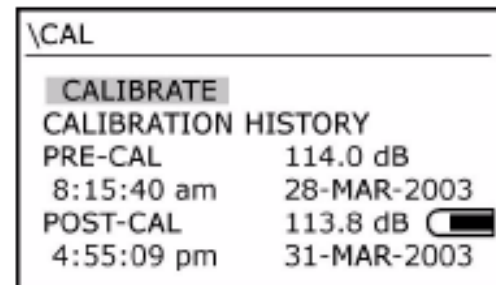 \CAL
CALIBRATE
CALIBRATION HISTORY
PRE-CAL 114.0 dB
8:15:40 am 28-MAR-2003
POST-CAL 113.8 dB
4:55:09 pm 31-MAR-2003